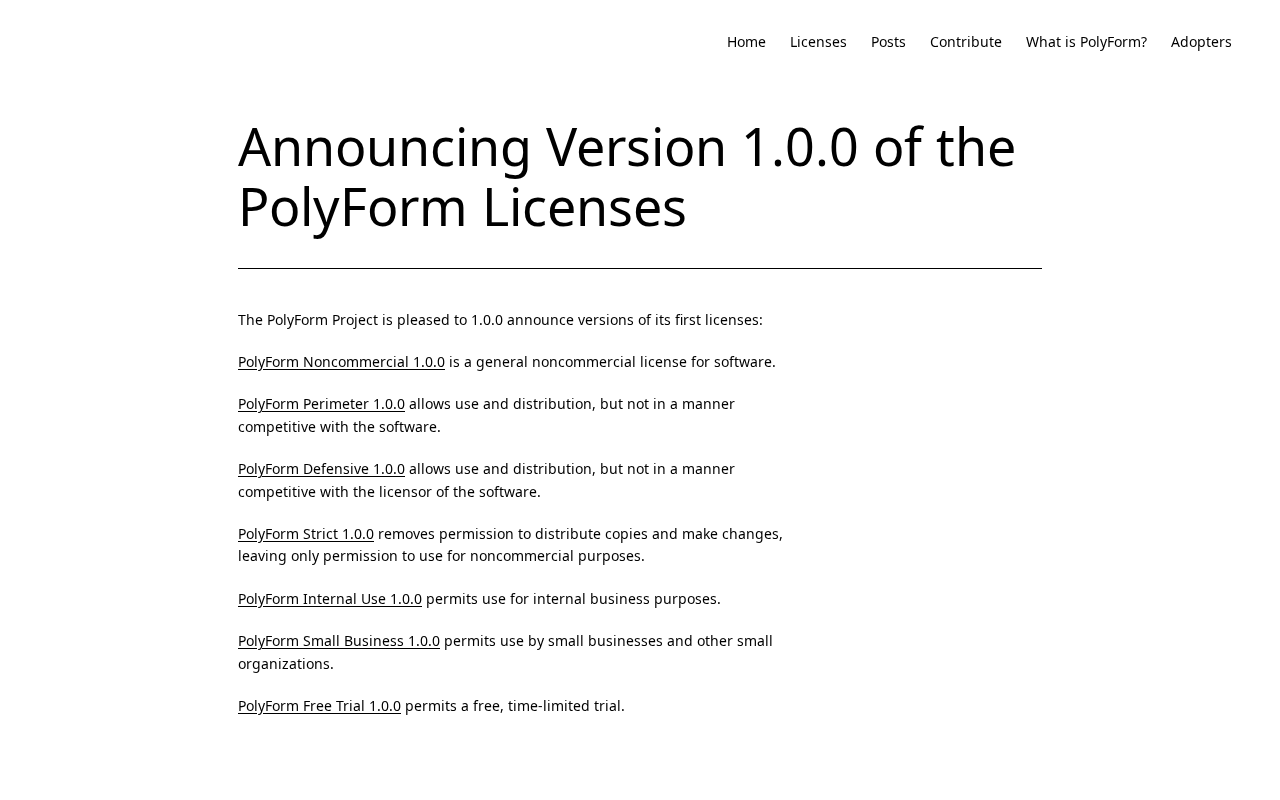 Home Licenses Posts Contribute What is PolyForm? Adopters
Announcing Version 1.0.0 of the
PolyForm Licenses
The PolyForm Project is pleased to 1.0.0 announce versions of its first licenses:
PolyForm Noncommercial 1.0.0 is a general noncommercial license for software.
PolyForm Perimeter 1.0.0 allows use and distribution, but not in a manner
competitive with the software.
PolyForm Defensive 1.0.0 allows use and distribution, but not in a manner
competitive with the licensor of the software.
PolyForm Strict 1.0.0 removes permission to distribute copies and make changes,
leaving only permission to use for noncommercial purposes.
PolyForm Internal Use 1.0.0 permits use for internal business purposes.
PolyForm Small Business 1.0.0 permits use by small businesses and other small
organizations.
PolyForm Free Trial 1.0.0 permits a free, time-limited trial.